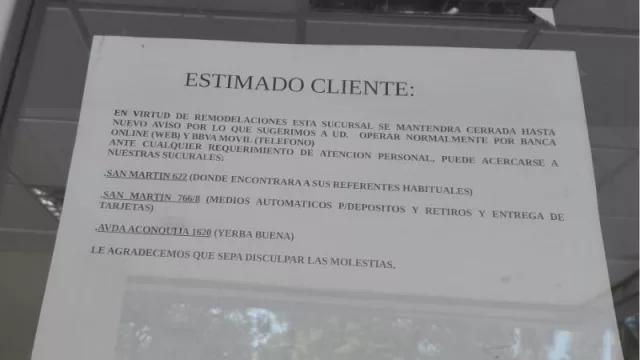 ESTIMADO CLIENTE:
EN VIRTUD DE REMODELACIONES ESTA SUCURSAL SE MANTENDRA CERRADA HASTA
NUEVO AVISO POR LO QUE SUGERIMOS A UD. OPERAR NORMALMENTE POR BANCA
ONLINE (WEB) Y BBVA MOVIL (TELEFONO)
ANTE CUALQUIER REQUERIMIENTO DE ATENCION PERSONAL, PUEDE ACERCARSE A
NUESTRAS SUCURALES:
.SAN MARTIN 622 (DONDE ENCONTRARA A SUS REFERENTES HABITUALES)
.SAN MARTIN 766/8 (MEDIOS AUTOMATICOS P/DEPOSITOS Y RETIROS Y ENTREGA DE
TARJETAS)
.AVDA ACONQUIJA 1620 (YERBA BUENA)
LE AGRADECEMOS QUE SEPA DISCULPAR LAS MOLESTIAS.